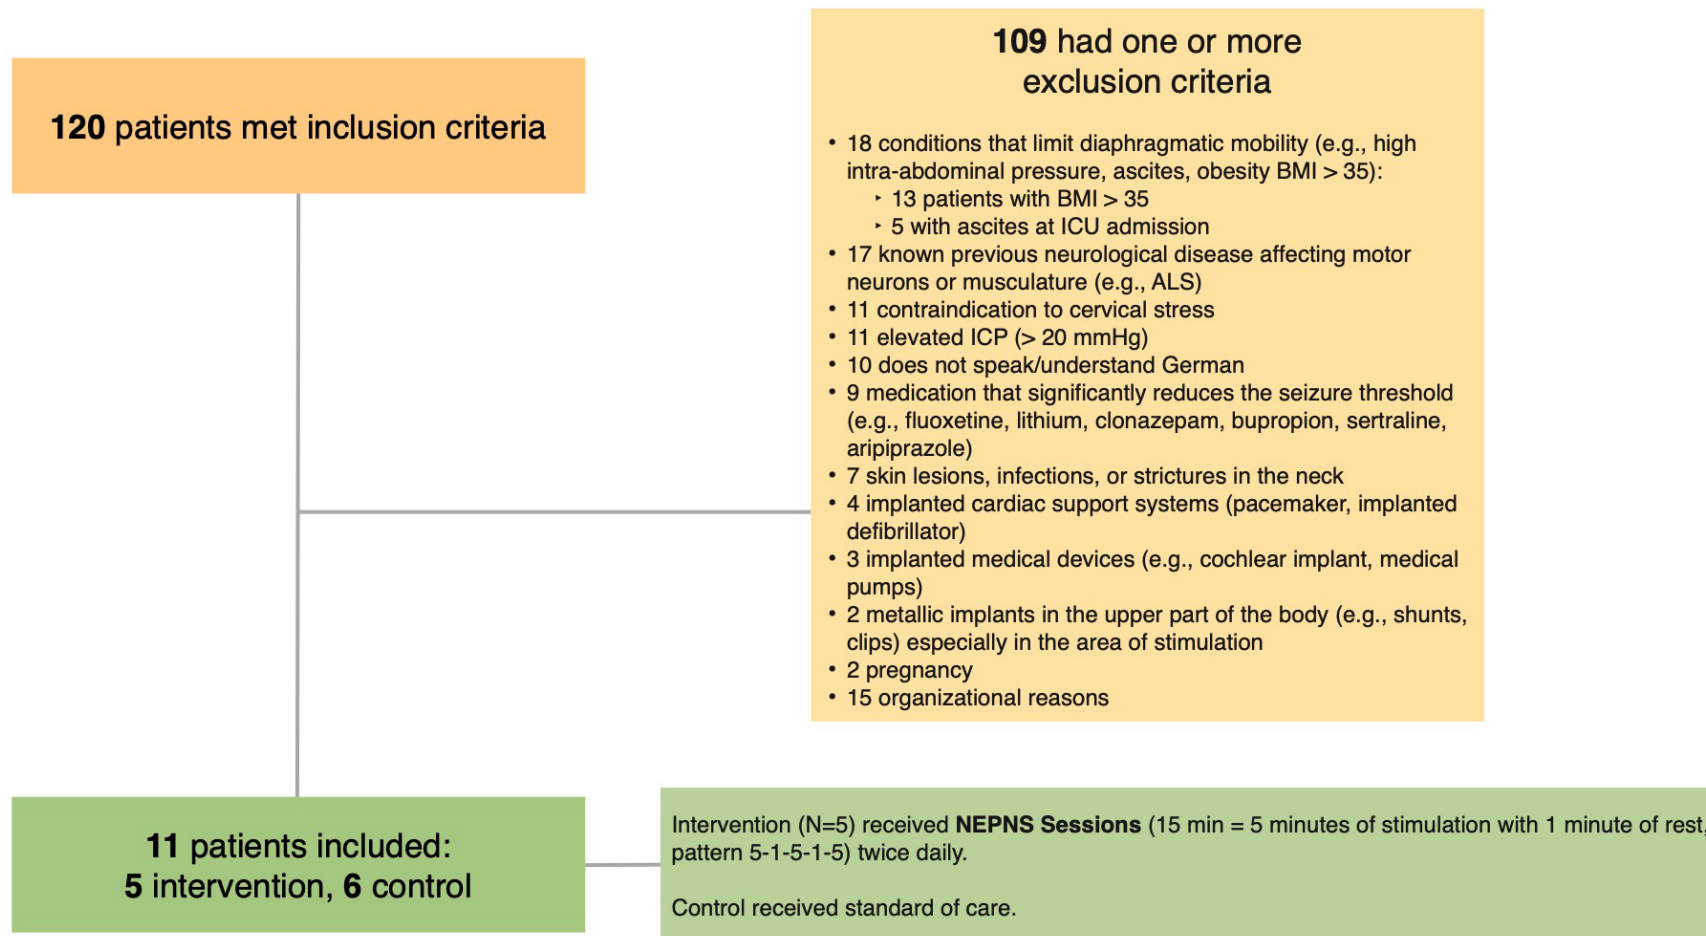 120 patients met inclusion criteria
109 had one or more
exclusion criteria
• 18 conditions that limit diaphragmatic mobility (e.g., high
intra-abdominal pressure, ascites, obesity BMI > 35):
‣ 13 patients with BMI > 35
‣ 5 with ascites at ICU admission
• 17 known previous neurological disease affecting motor
neurons or musculature (e.g., ALS)
• 11 contraindication to cervical stress
• 11 elevated ICP (> 20 mmHg)
• 10 does not speak/understand German
• 9 medication that significantly reduces the seizure threshold
(e.g., fluoxetine, lithium, clonazepam, bupropion, sertraline,
aripiprazole)
• 7 skin lesions, infections, or strictures in the neck
• 4 implanted cardiac support systems (pacemaker, implanted
defibrillator)
• 3 implanted medical devices (e.g., cochlear implant, medical
pumps)
• 2 metallic implants in the upper part of the body (e.g., shunts,
clips) especially in the area of stimulation
• 2 pregnancy
• 15 organizational reasons
11 patients included:
5 intervention, 6 control
Intervention (N=5) received NEPNS Sessions (15 min = 5 minutes of stimulation with 1 minute of rest,
pattern 5-1-5-1-5) twice daily.
Control received standard of care.